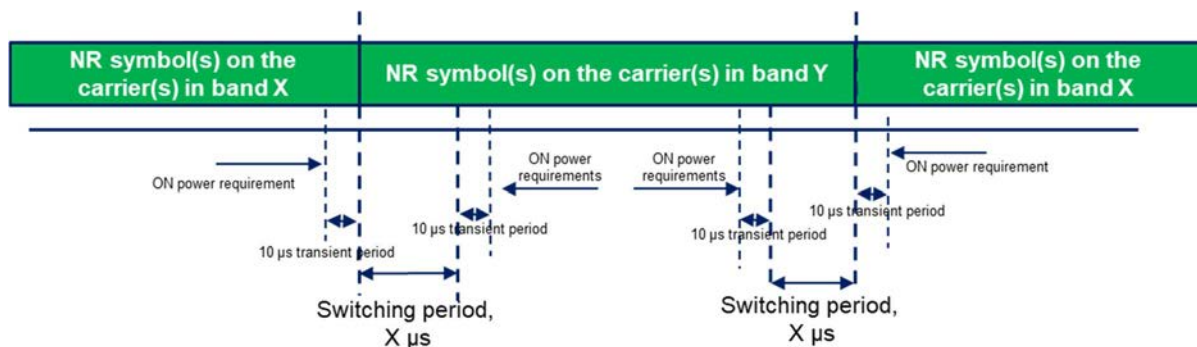 NR symbol(s) on the
carrier(s) in band X
NR symbol(s) on the carrier(s) in band Y
NR symbol(s) on the
carrier(s) in band X
ON power requirement
10 µs transient period
ON power
requirements
10 µs transient period
Switching period,
X µs
ON power
requirements
10 µs transient period
ON power requirement
10 µs transient period
Switching period,
X µs